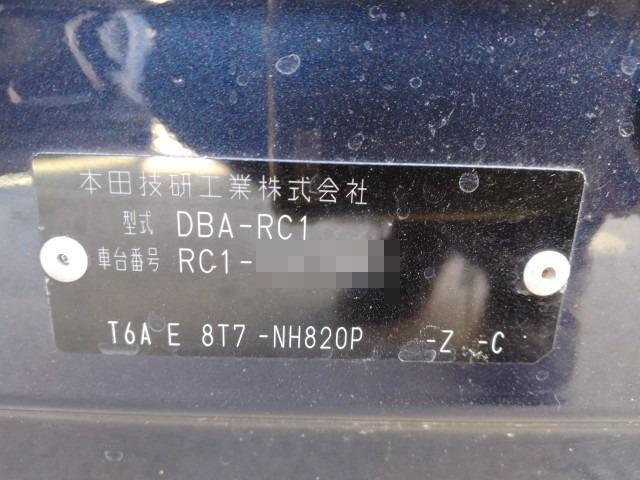 本田技研工業株式会社
型式 DBA-RC1
車台番号 RC1-
T6A E 8T7 -NH820P -Z -C